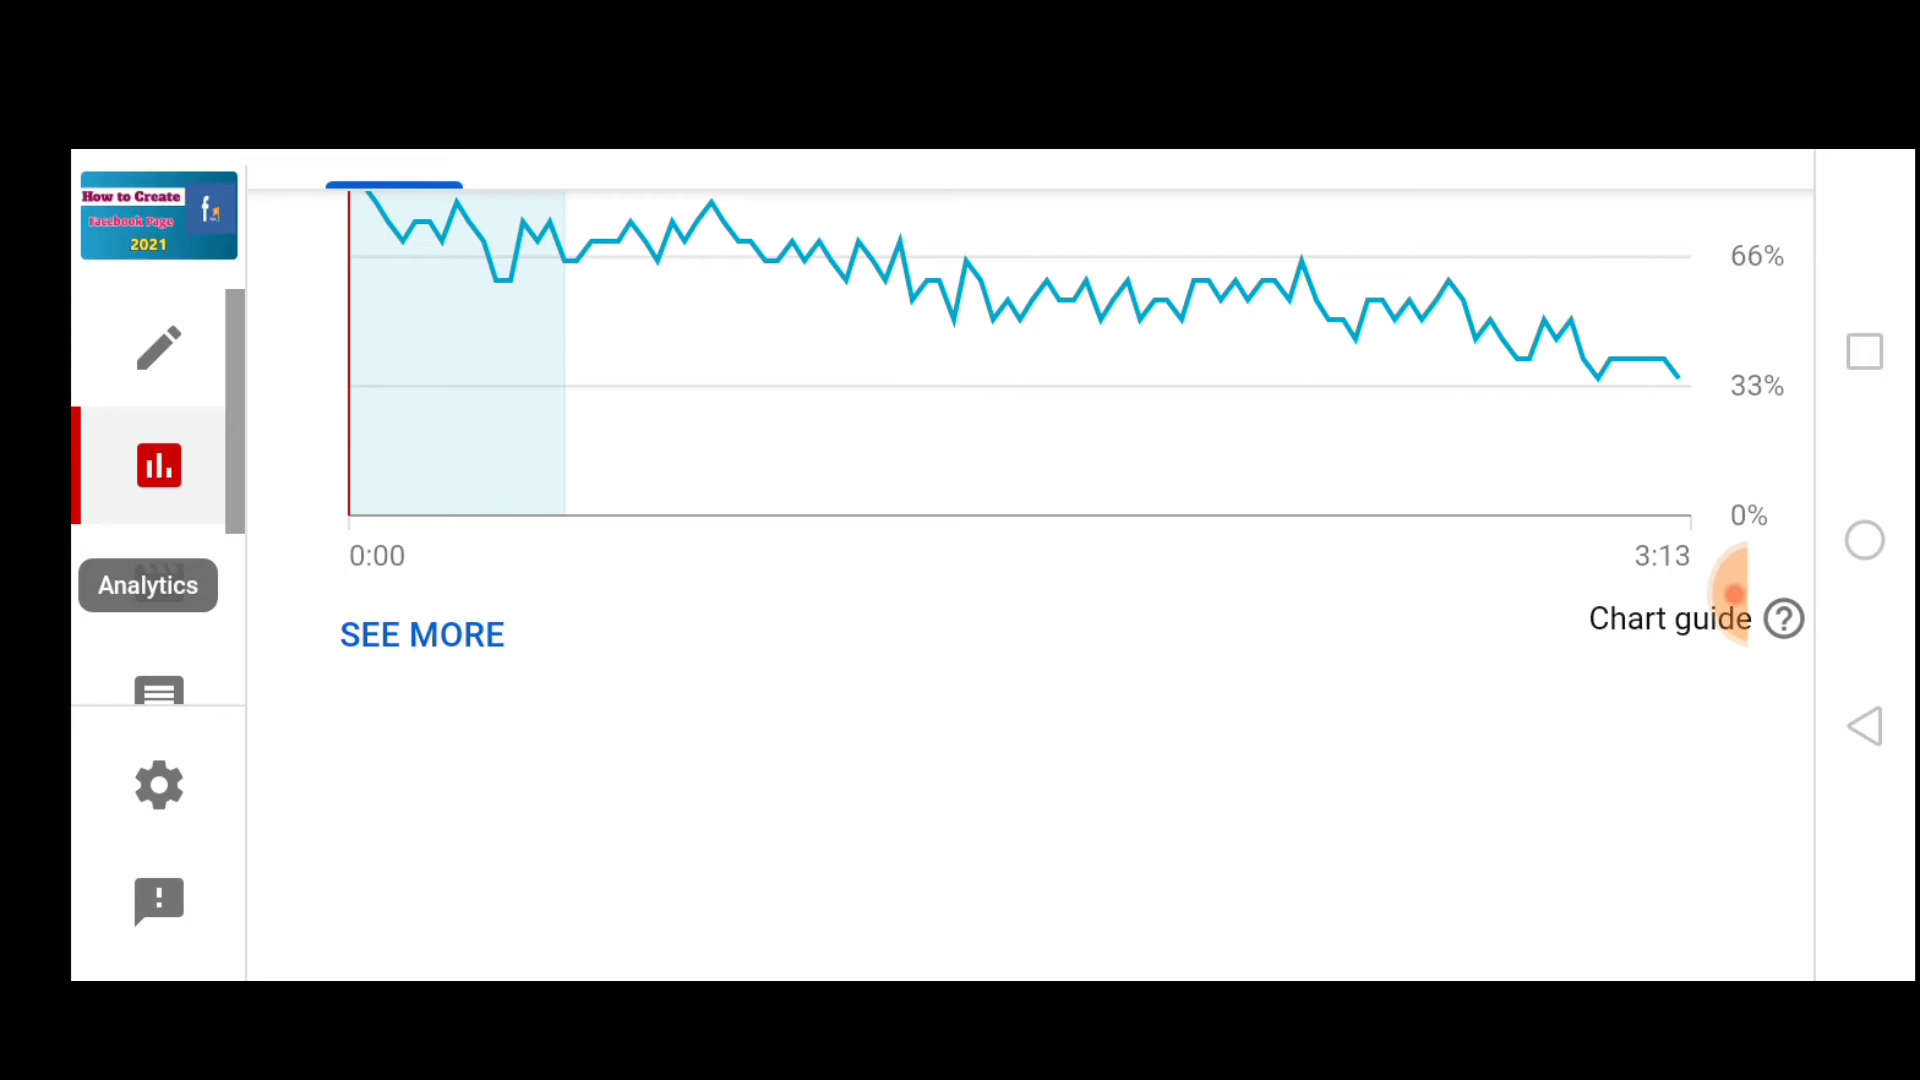 How to Create
Facebook Page
2021
66%
33%
0%
0:00
3:13
Analytics
SEE MORE
Chart guide